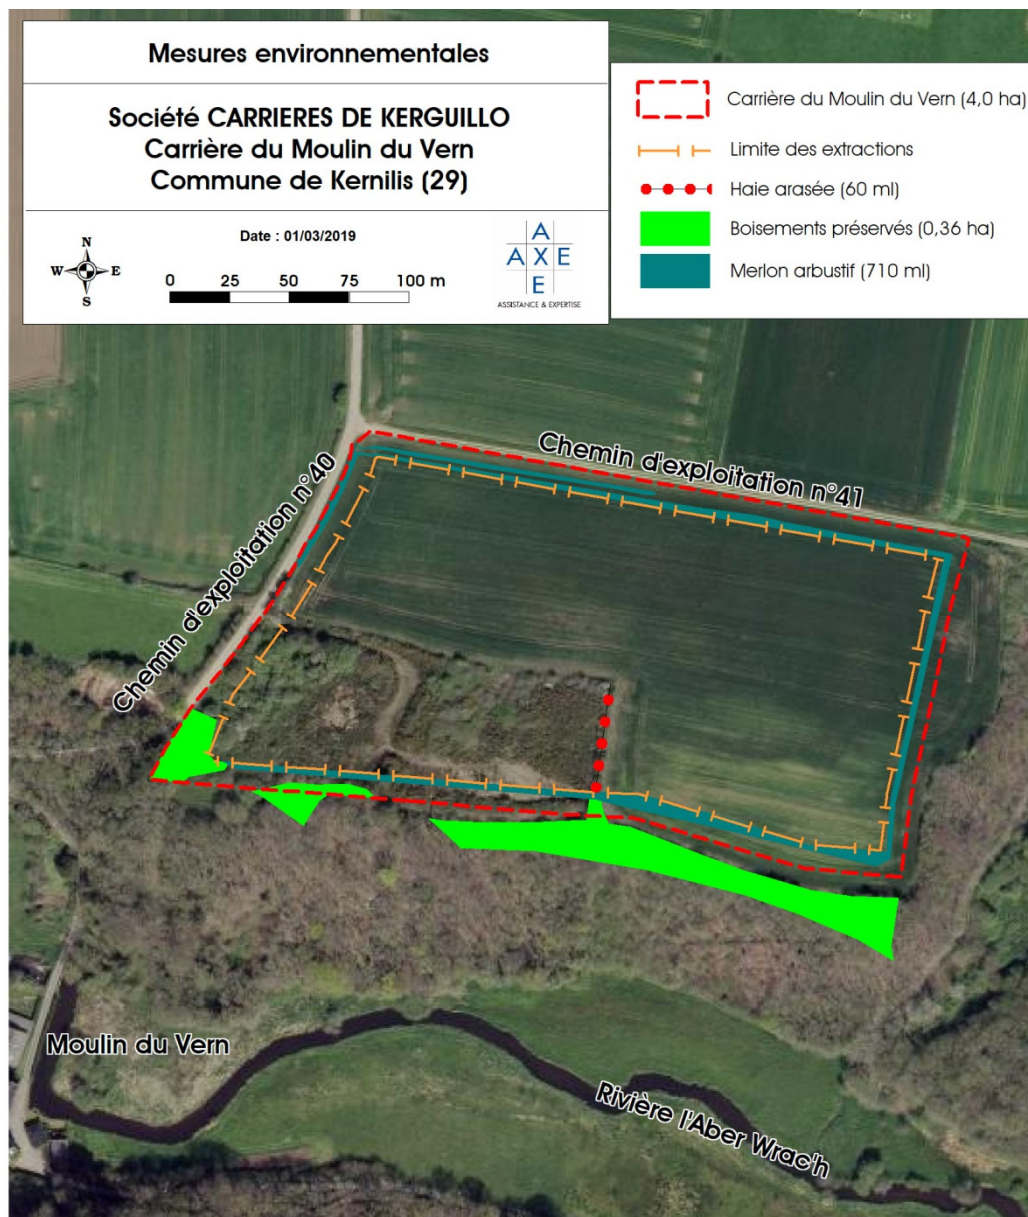 Mesures environnementales
Société CARRIERES DE KERGUILLO
Carrière du Moulin du Vern
Commune de Kernilis (29)
N
W E
S
Date : 01/03/2019
0 25 50 75 100 m
A
A X E
E
ASSISTANCE & EXPERTISE
Carrière du Moulin du Vern (4,0 ha)
Limite des extractions
Haie arasée (60 ml)
Boisements préservés (0,36 ha)
Merlon arbustif (710 ml)
Chemin d'exploitation n°40
Chemin d'exploitation n°41
Moulin du Vern
Rivière l'Aber Wrac'h